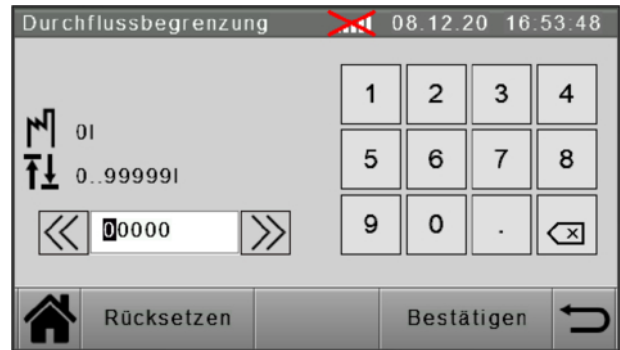 Durchflussbegrenzung 08.12.20 16:53:48
0l
0..99999l
00000
1 2 3 4
5 6 7 8
9 0 .
Rücksetzen Bestätigen